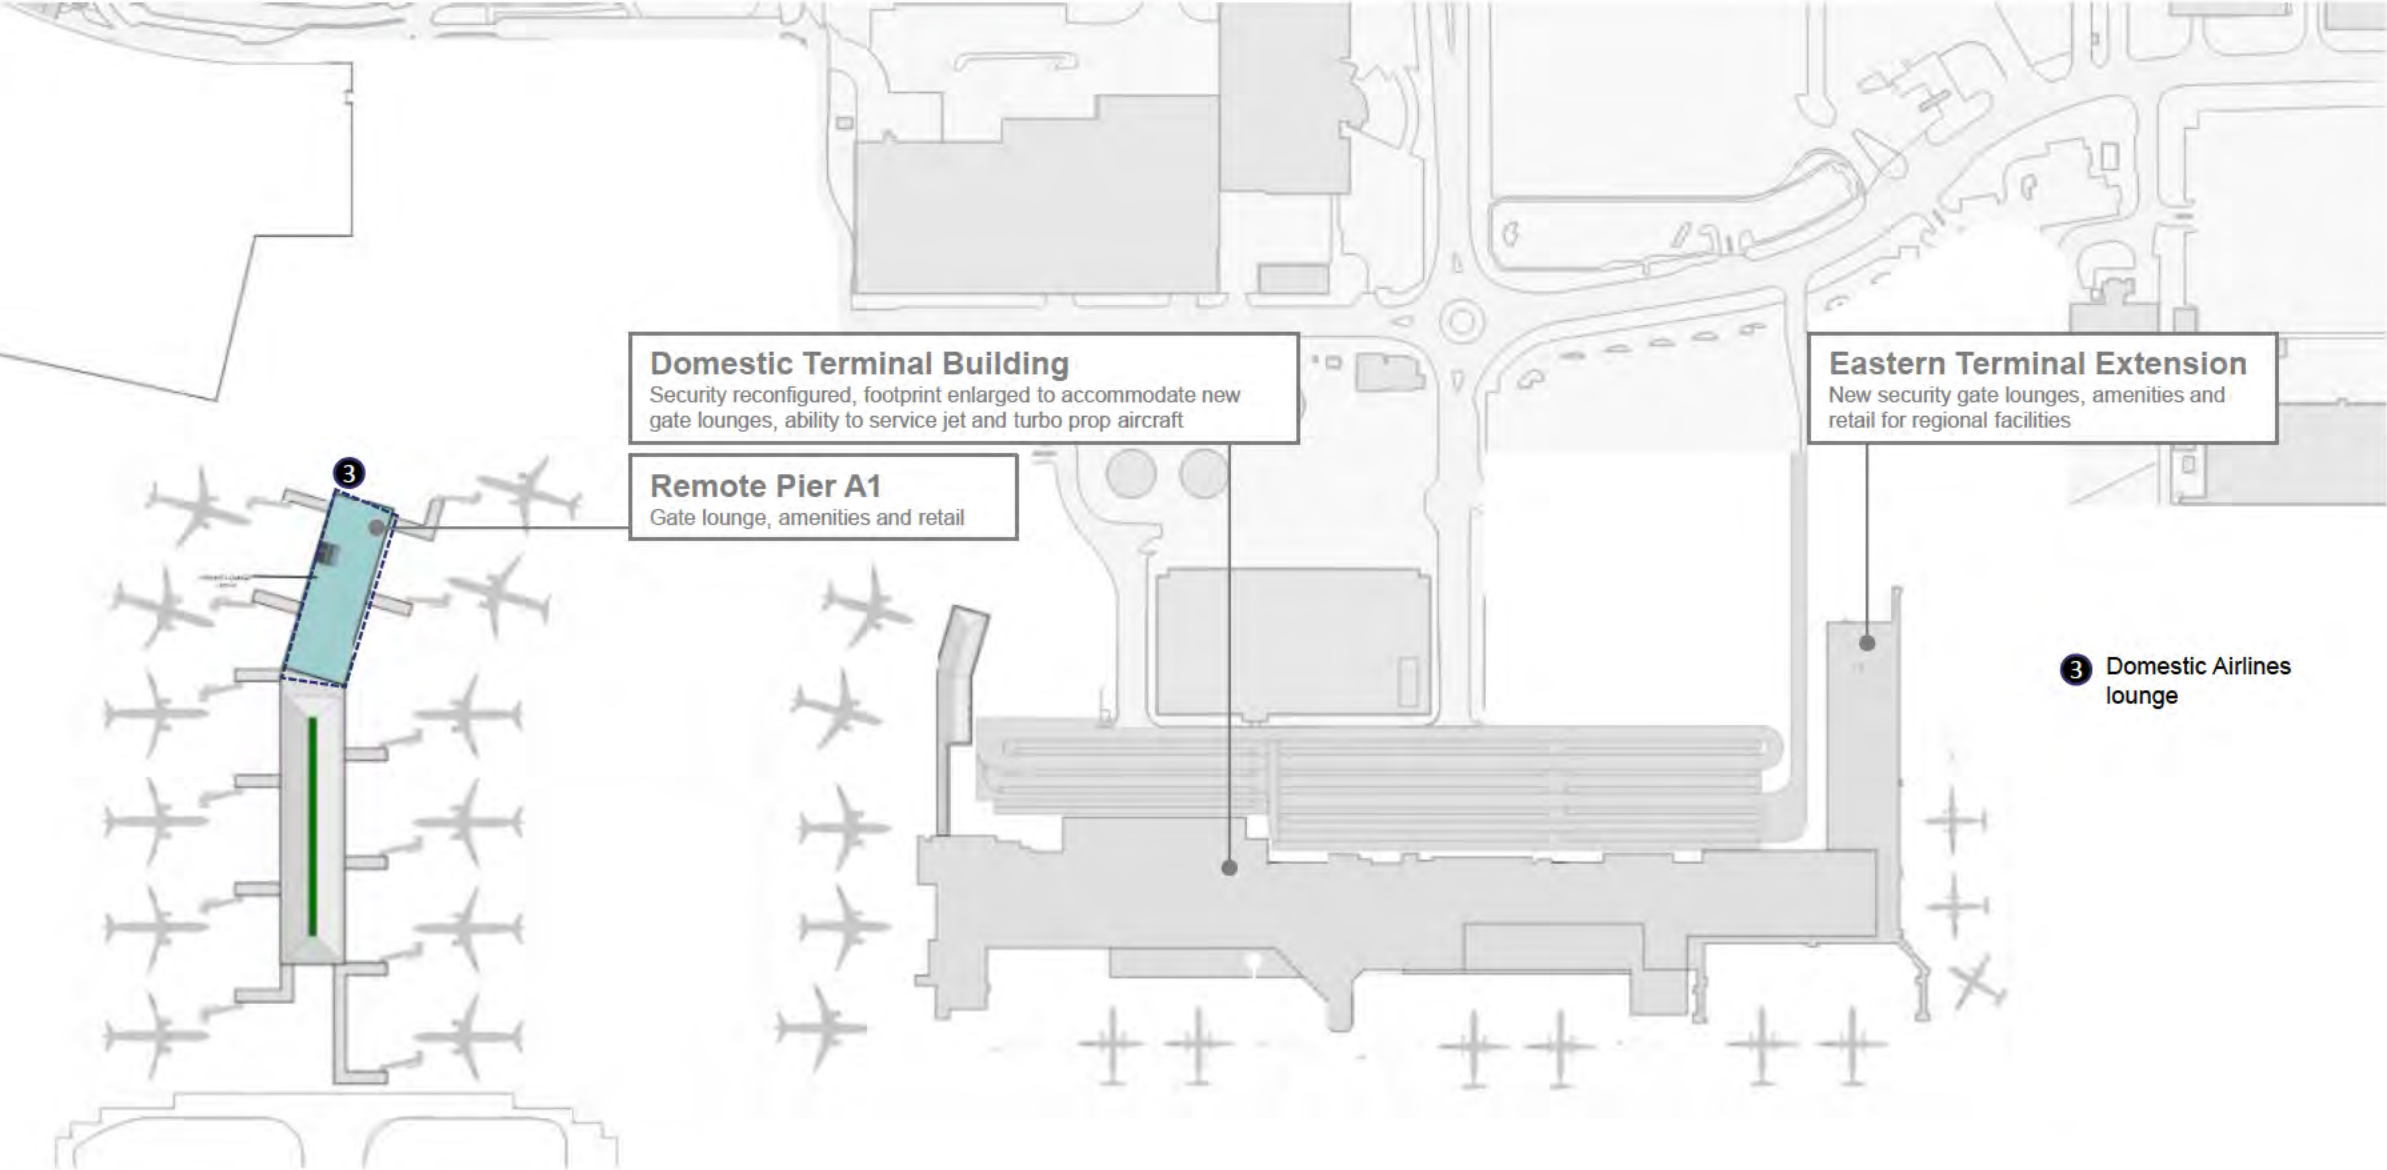 Domestic Terminal Building
Security reconfigured, footprint enlarged to accommodate new
gate lounges, ability to service jet and turbo prop aircraft
Eastern Terminal Extension
New security gate lounges, amenities and
retail for regional facilities
3
Remote Pier A1
Gate lounge, amenities and retail
3 Domestic Airlines
lounge